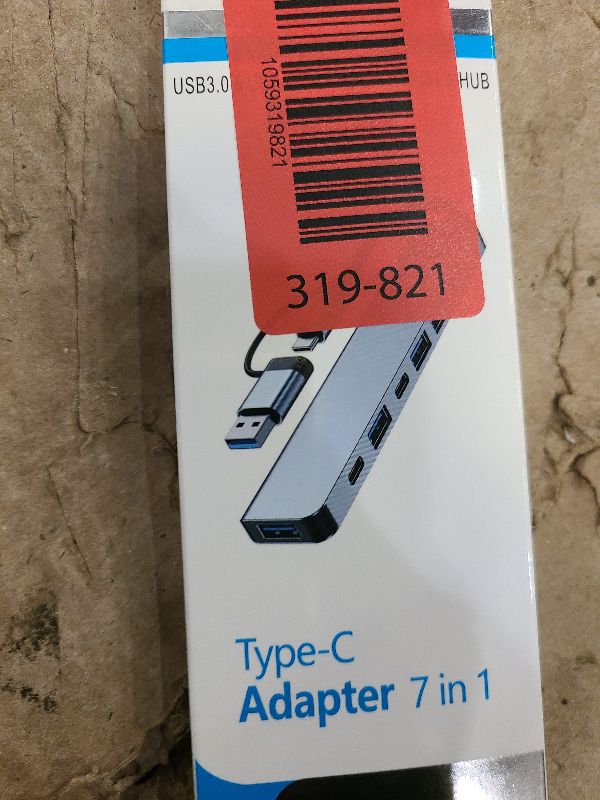 USB3.0
HUB
1059319821
319-821
Type-C
Adapter 7 in 1